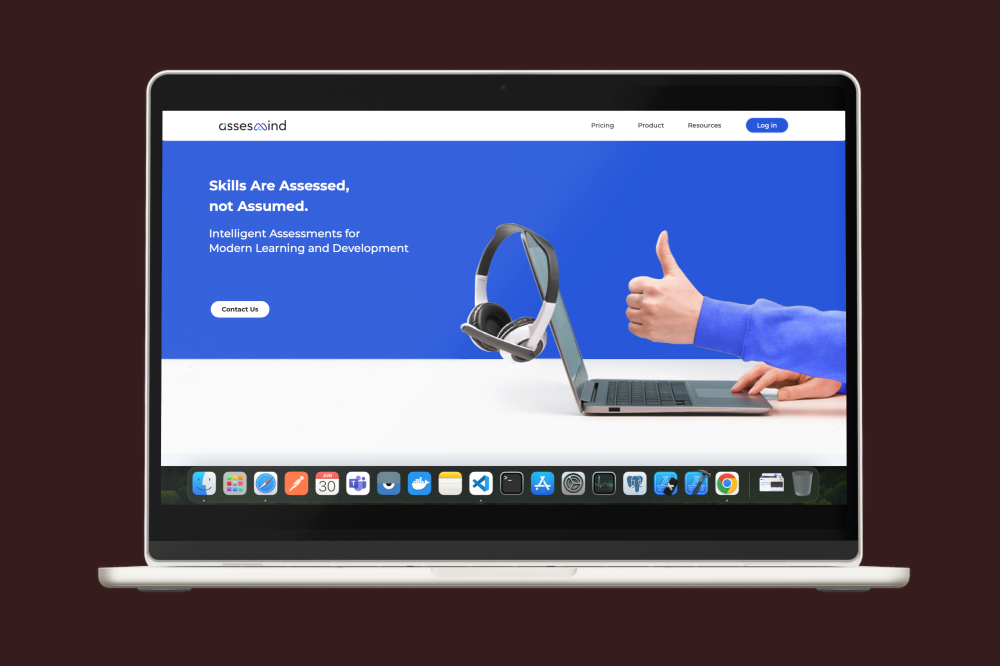 assesmind
Pricing Product Resources Log in
Skills Are Assessed,
not Assumed.
Intelligent Assessments for
Modern Learning and Development
Contact Us
JUN
30